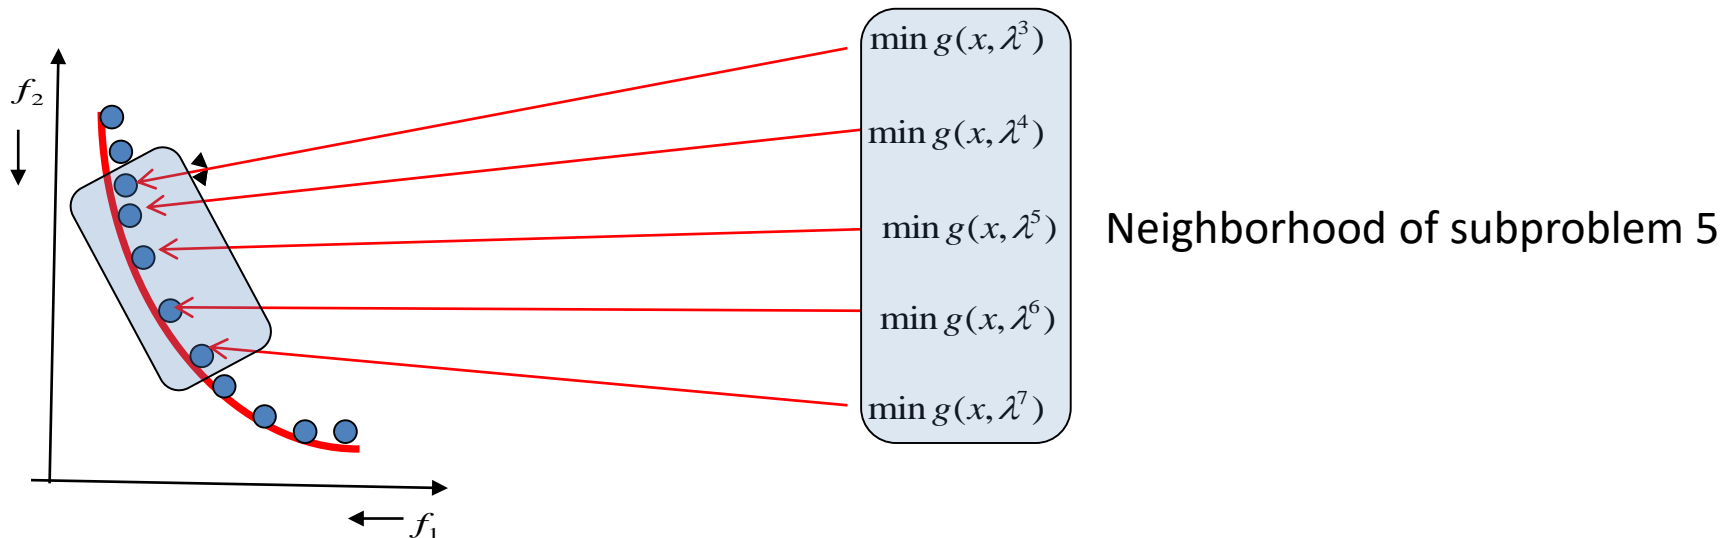 f₂
min g(x, λ³)
min g(x, λ⁴)
min g(x, λ⁵)
Neighborhood of subproblem 5
min g(x, λ⁶)
min g(x, λ⁷)
f₁